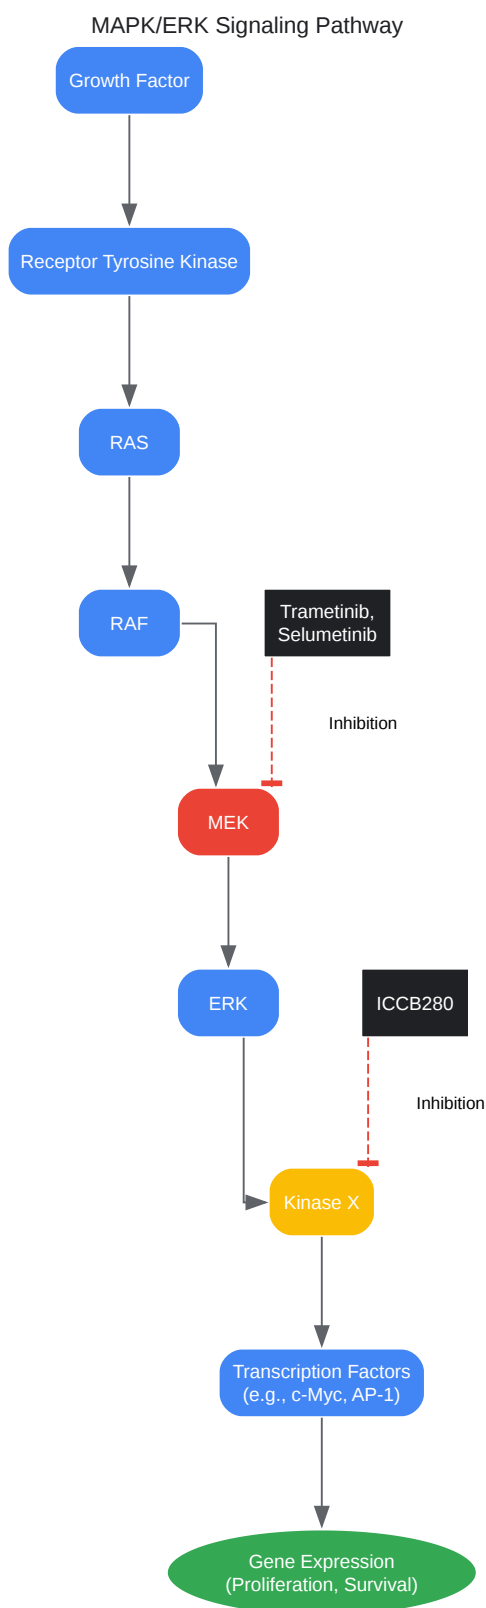 MAPK/ERK Signaling Pathway
Growth Factor
Receptor Tyrosine Kinase
RAS
RAF
Trametinib,
Selumetinib
Inhibition
MEK
ERK
ICCB280
Inhibition
Kinase X
Transcription Factors
(e.g., c-Myc, AP-1)
Gene Expression
(Proliferation, Survival)